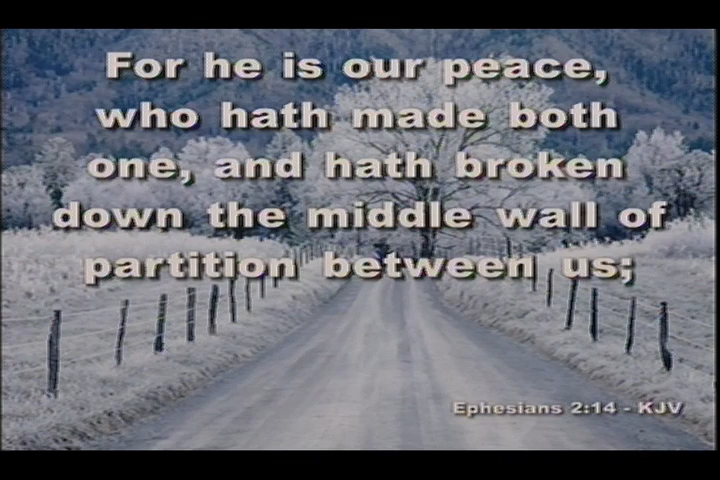 For he is our peace,
who hath made both
one, and hath broken
down the middle wall of
partition between us;
Ephesians 2:14 - KJV